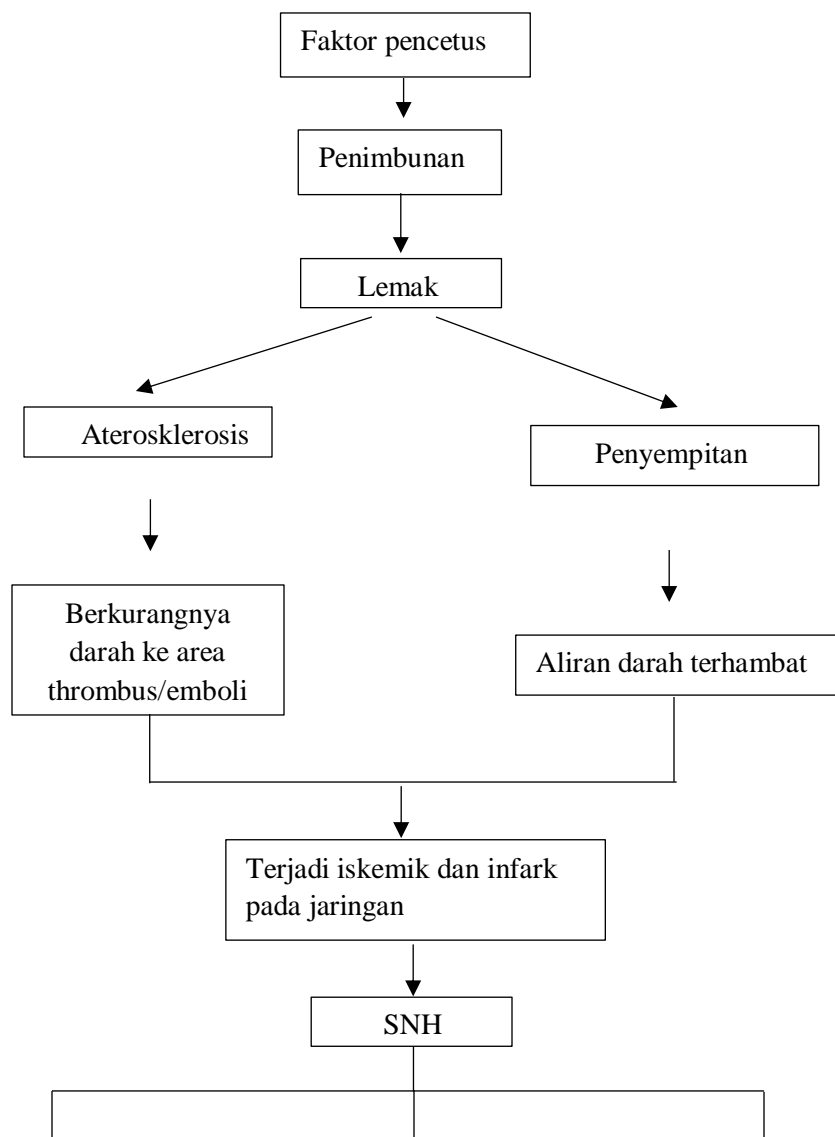 Faktor pencetus
Penimbunan
Lemak
Aterosklerosis
Penyempitan
Berkurangnya
darah ke area
thrombus/emboli
Aliran darah terhambat
Terjadi iskemik dan infark
pada jaringan
SNH